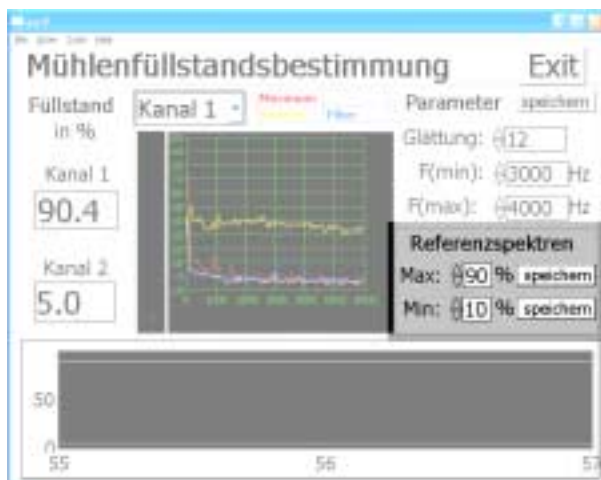 Mühlenfüllstandsbestimmung Exit
Füllstand in %
Kanal 1
Parameter speichern
Glättung: 12
F(min): 3000 Hz
F(max): 4000 Hz
Kanal 1
90.4
Kanal 2
5.0
Referenzspektren
Max: 90 % speichern
Min: 10 % speichern
50
0
55 56 57